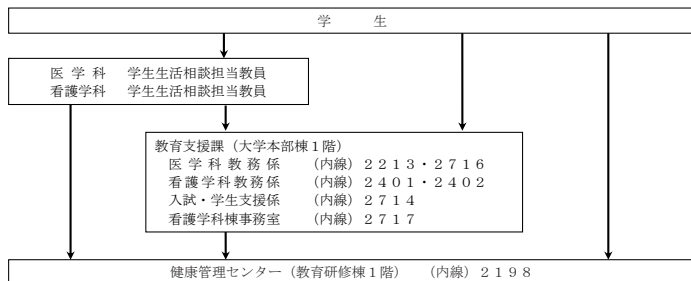 学　　　生
医 学 科　学生生活相談担当教員
看護学科　学生生活相談担当教員
教育支援課（大学本部棟１階）
医 学 科 教 務 係　　（内線）２２１３・２７１６
看護学科教務係　　（内線）２４０１・２４０２
入試・学生支援係　　（内線）２７１４
看護学科棟事務室　　（内線）２７１７
健康管理センター（教育研修棟１階）　（内線）２１９８